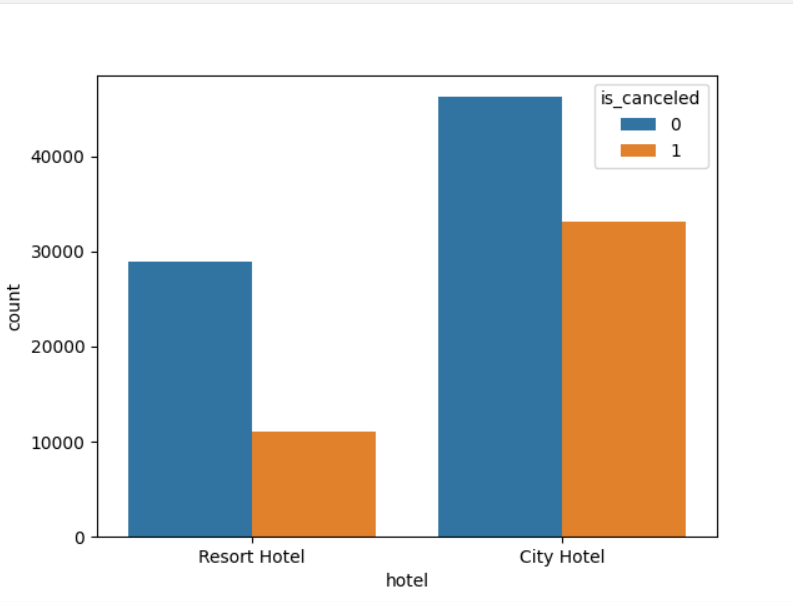 is_canceled
0
1
40000
30000
20000
10000
0
count
Resort Hotel
City Hotel
hotel